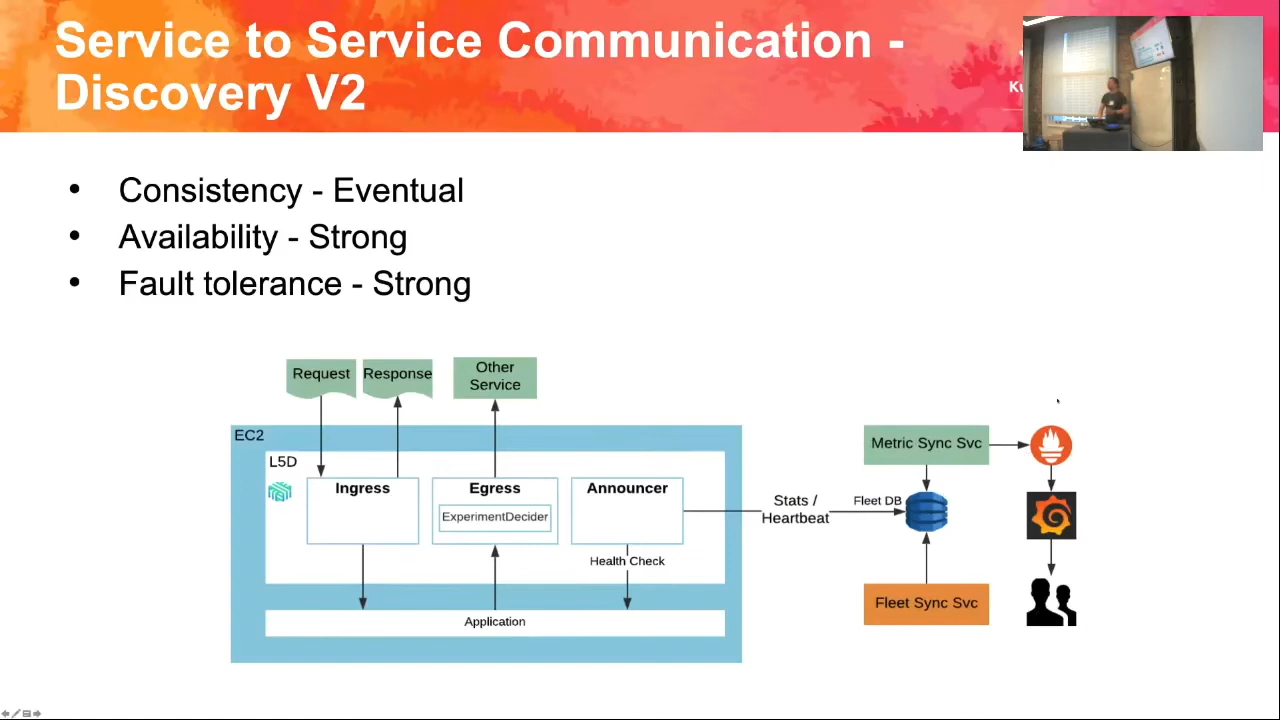 Service to Service Communication -
Discovery V2
Ku
• Consistency - Eventual
• Availability - Strong
• Fault tolerance - Strong
Request
Response
Other
Service
EC2
L5D
Ingress
Egress
ExperimentDecider
Announcer
Health Check
Application
Stats /
Heartbeat
Fleet DB
Metric Sync Svc
Fleet Sync Svc